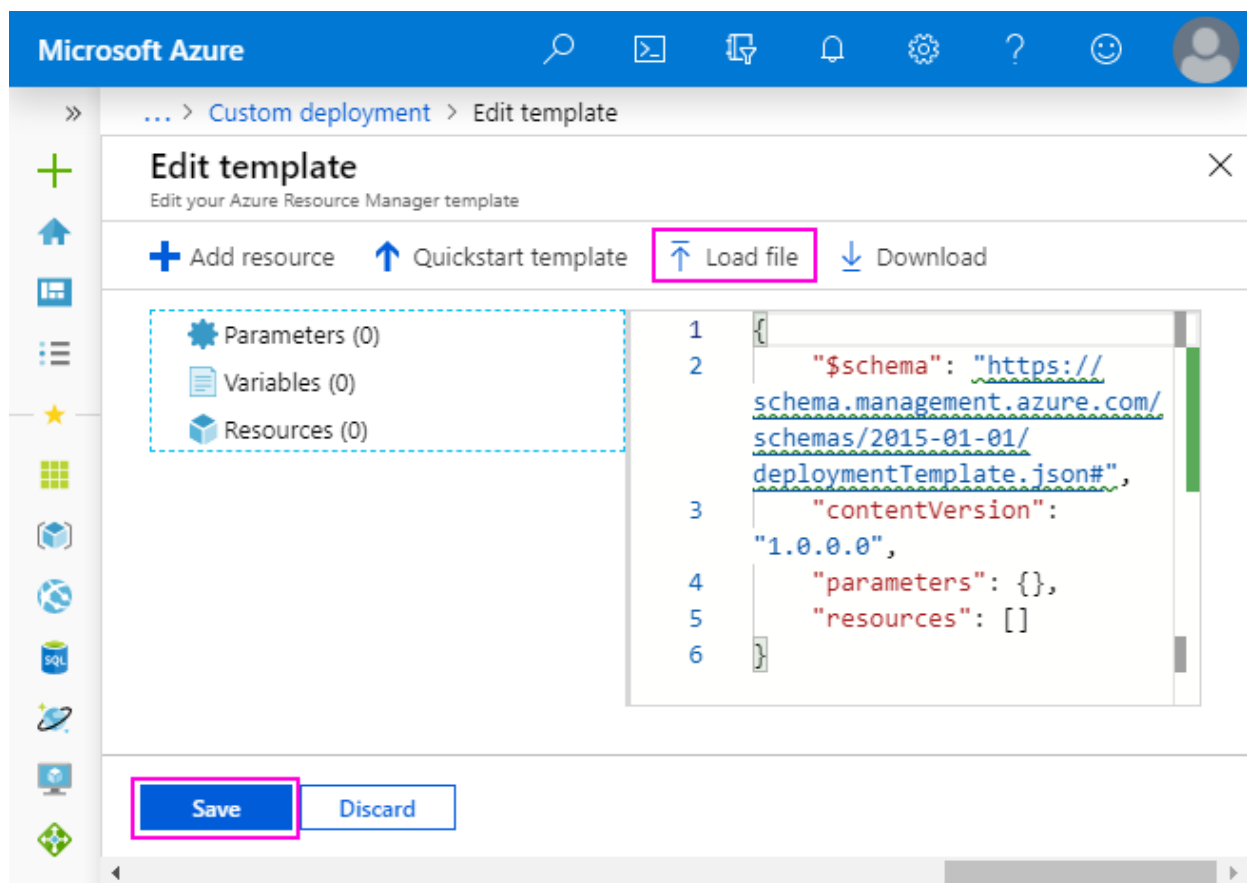 Microsoft Azure
... > Custom deployment > Edit template
Edit template
Edit your Azure Resource Manager template
Add resource Quickstart template Load file Download
Parameters (0)
Variables (0)
Resources (0)
1 {
2 "$schema": "https://
schema.management.azure.com/
schemas/2015-01-01/
deploymentTemplate.json#",
3 "contentVersion":
"1.0.0.0",
4 "parameters": {},
5 "resources": []
6 }
SQL
Save Discard